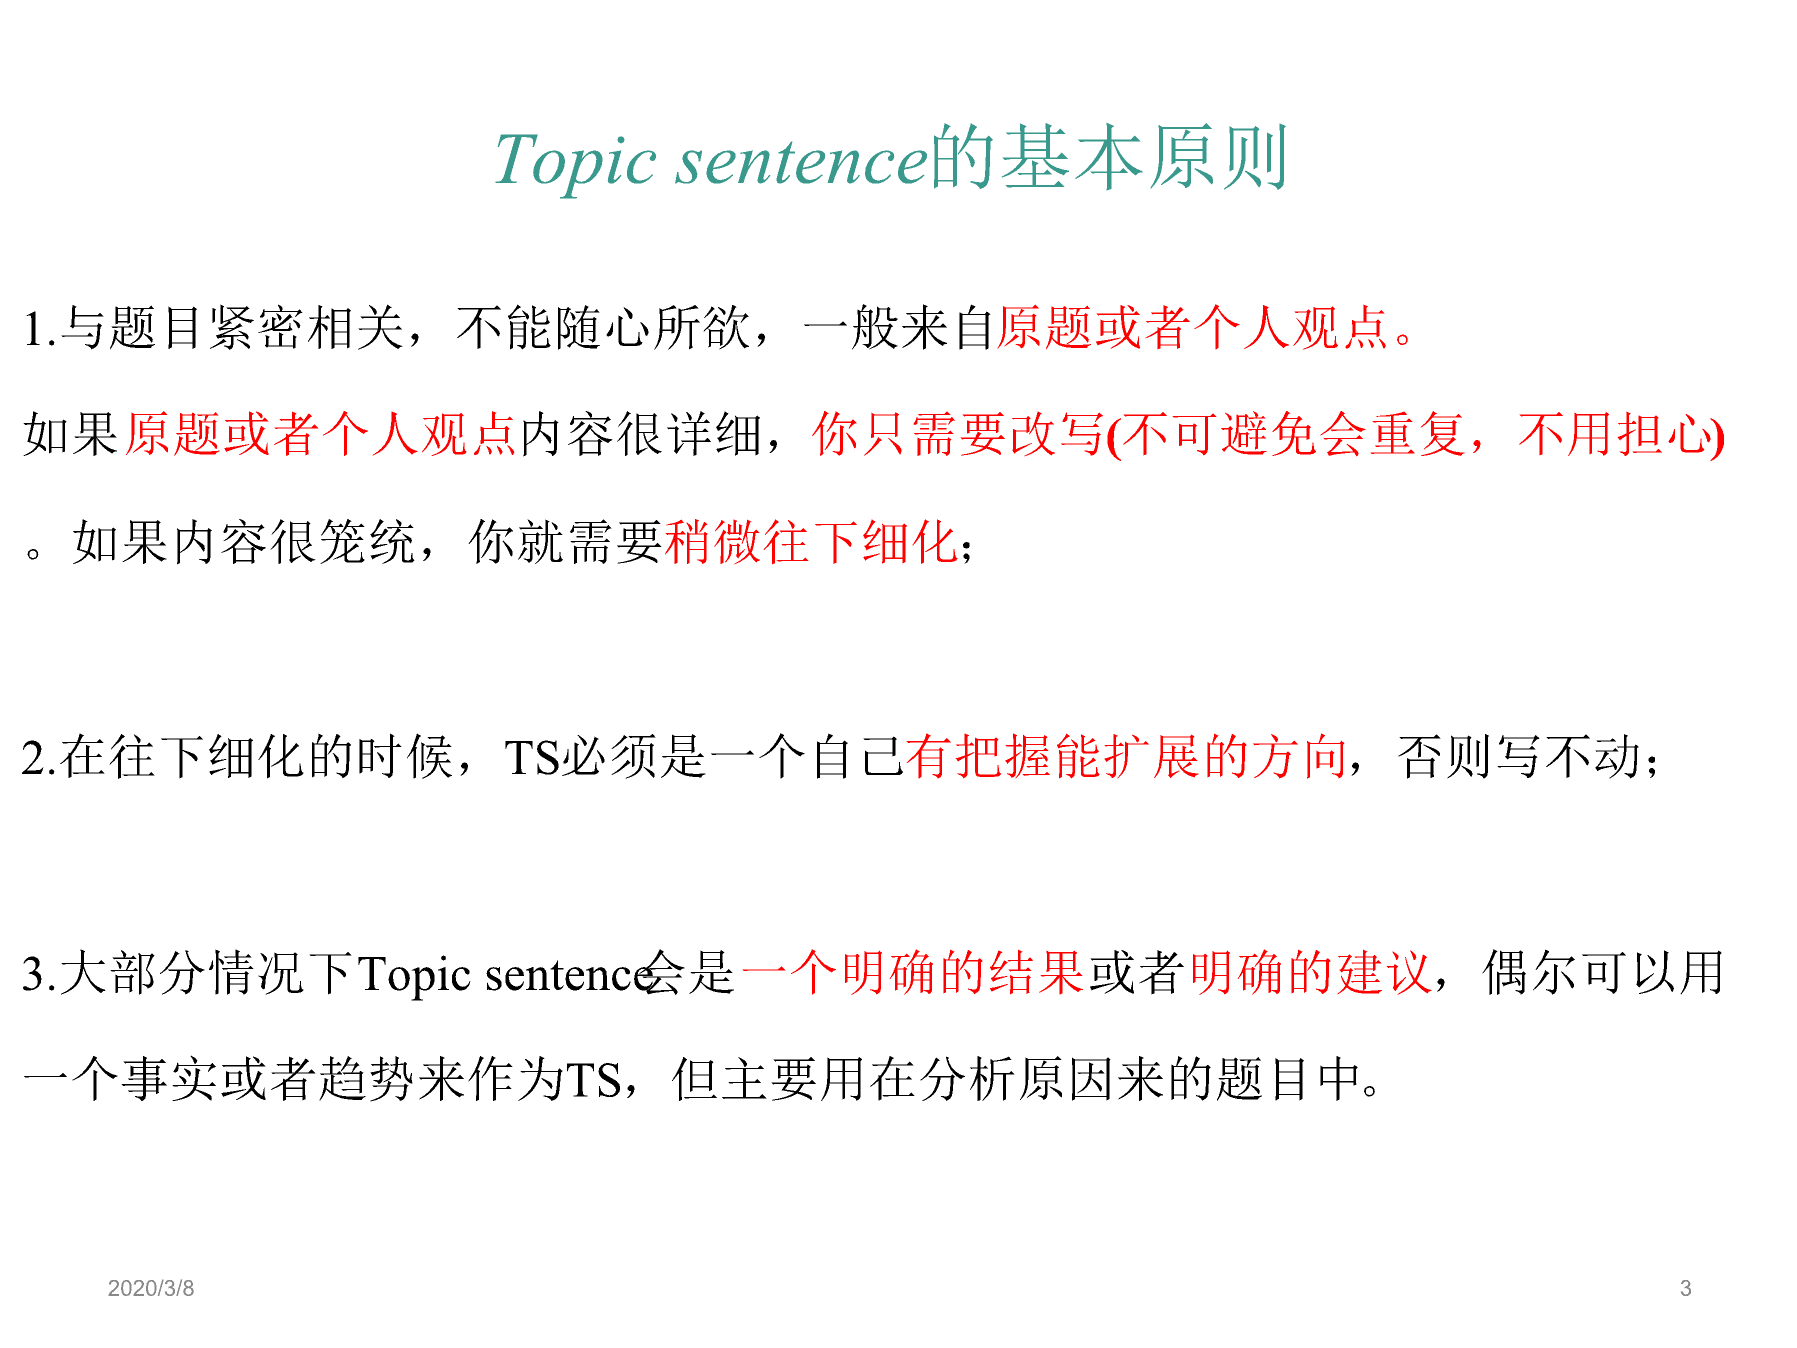 Topic sentence的基本原则
1.与题目紧密相关，不能随心所欲，一般来自原题或者个人观点。
如果原题或者个人观点内容很详细，你只需要改写(不可避免会重复，不用担心)
。如果内容很笼统，你就需要稍微往下细化；
2.在往下细化的时候，TS必须是一个自己有把握能扩展的方向，否则写不动；
3.大部分情况下Topic sentence会是一个明确的结果或者明确的建议，偶尔可以用
一个事实或者趋势来作为TS，但主要用在分析原因来的题目中。
2020/3/8
3